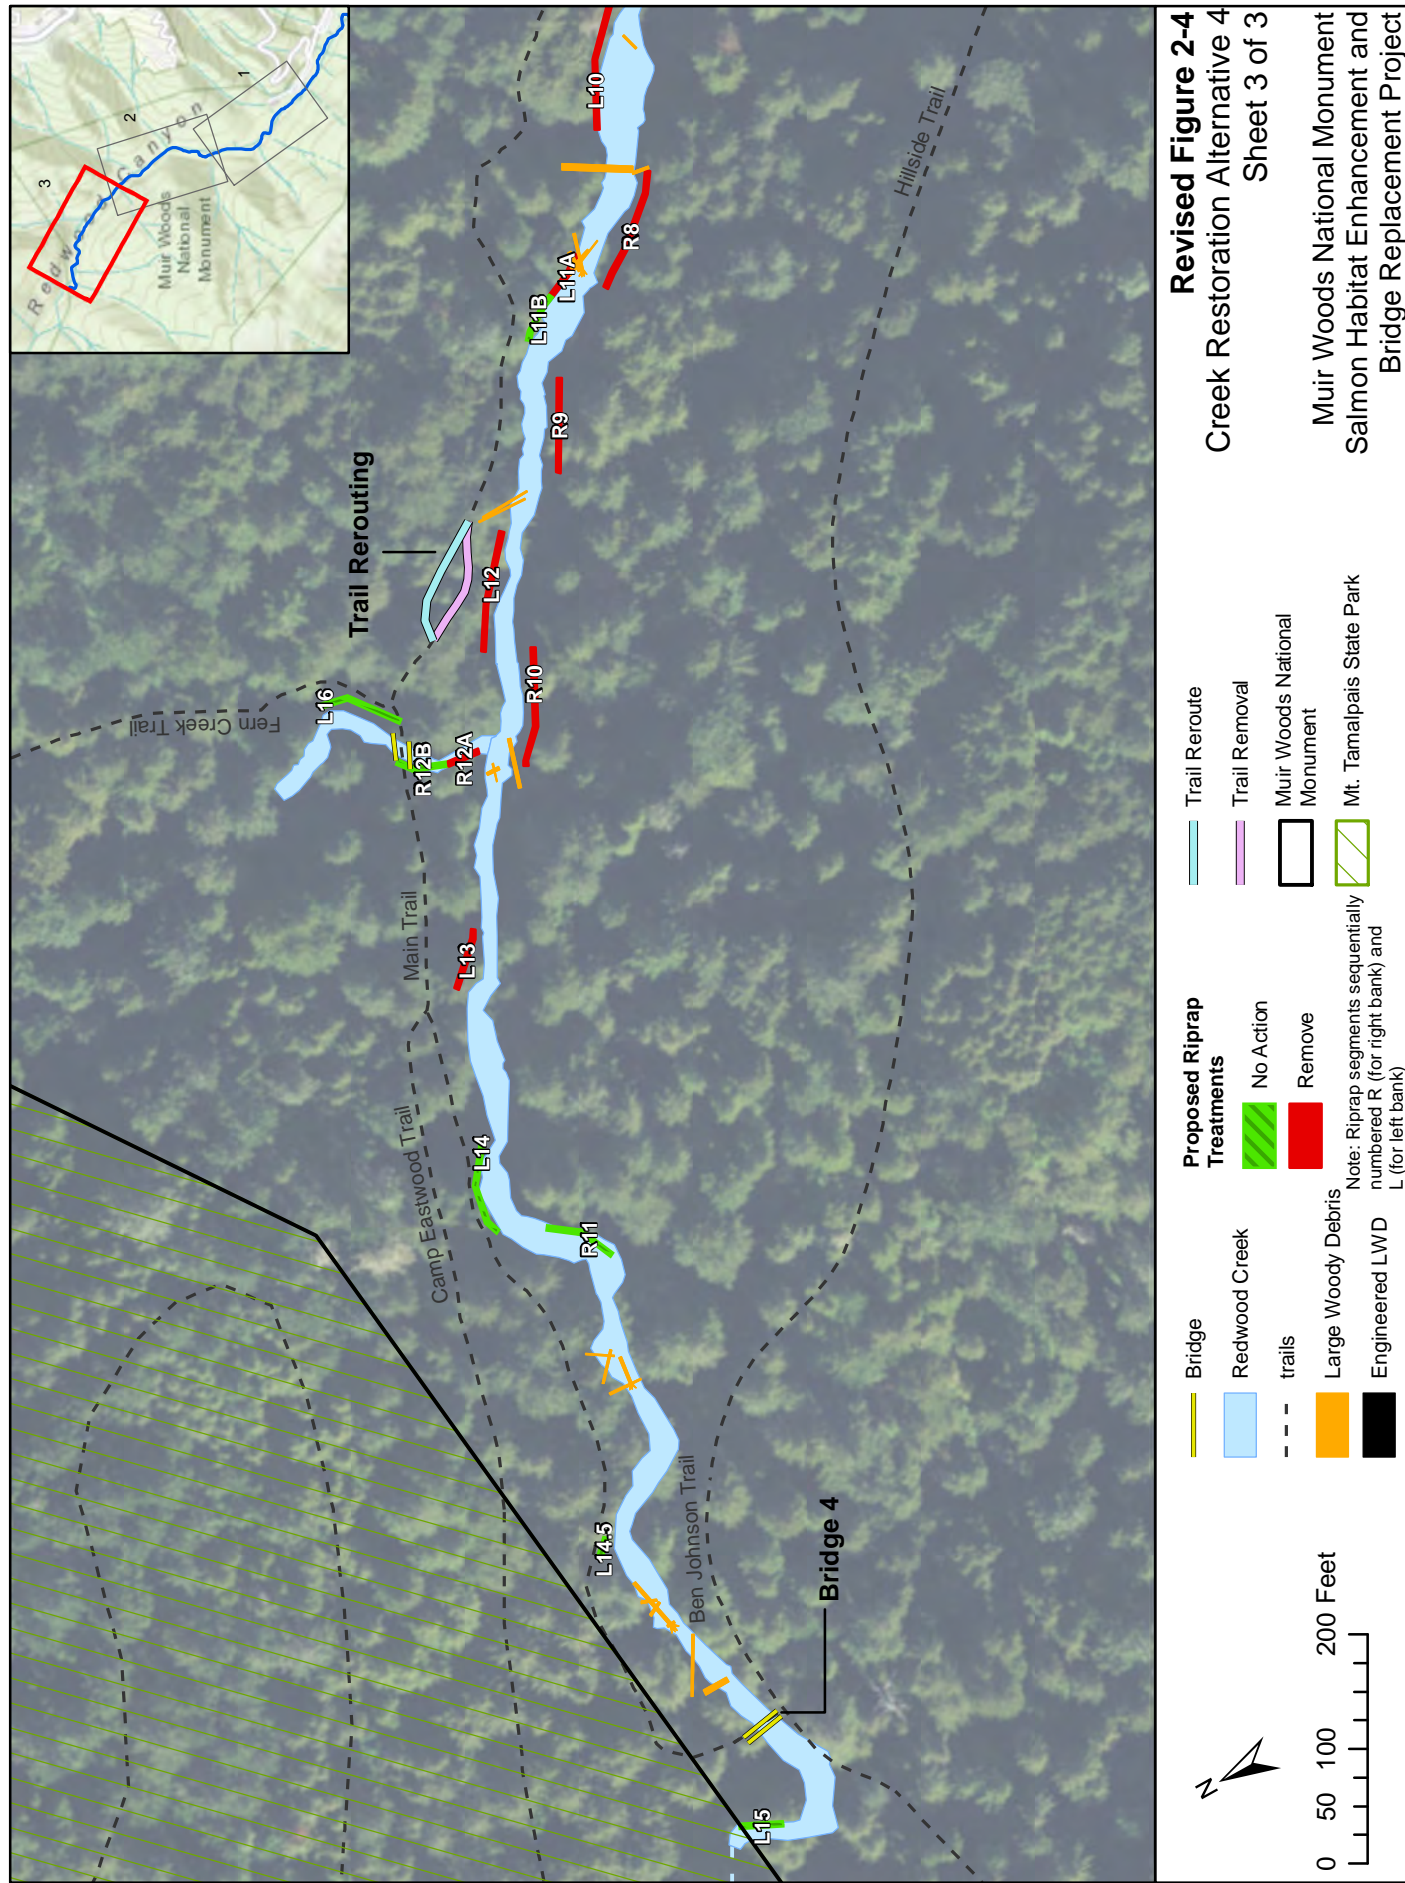 Revised Figure 2-4
Creek Restoration Alternative 4
Sheet 3 of 3
Muir Woods National Monument
Salmon Habitat Enhancement and
Bridge Replacement Project
Redwood Canyon
Muir Woods
National
Monument
1
2
3
Hillside Trail
L10
R8
L11A
L11B
R9
Trail Rerouting
L12
R10
Fern Creek Trail
L16
R12B
R12A
Main Trail
L13
Camp Eastwood Trail
L14
R11
L14.5
Ben Johnson Trail
Bridge 4
L15
N
0 50 100 200 Feet
Bridge
Redwood Creek
trails
Large Woody Debris
Engineered LWD
Proposed Riprap
Treatments
No Action
Remove
Note: Riprap segments sequentially
numbered R (for right bank) and
L (for left bank)
Trail Reroute
Trail Removal
Muir Woods National
Monument
Mt. Tamalpais State Park